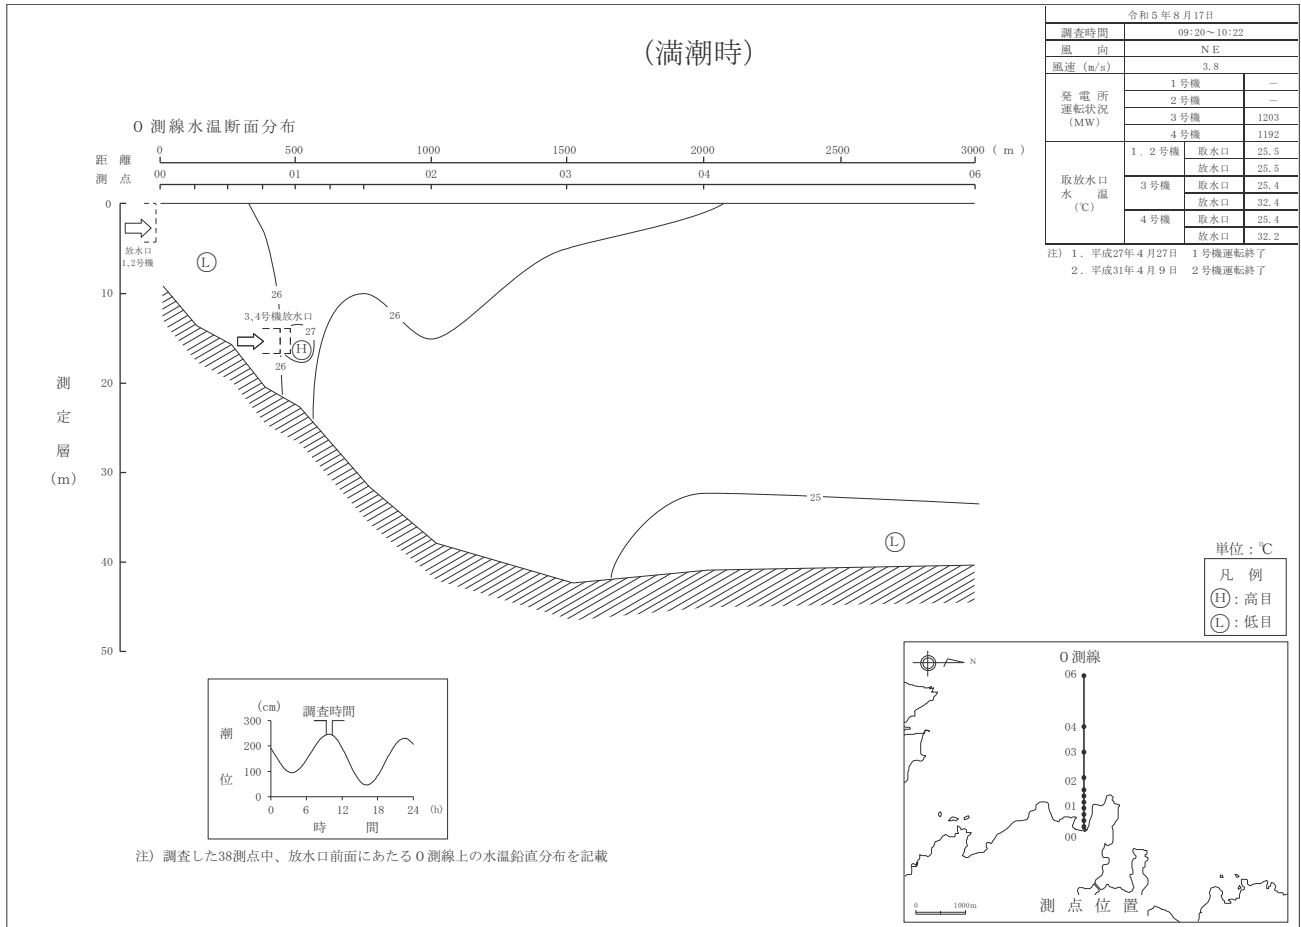 (満潮時)
令和５年８月17日
調査時間 09:20～10:22
風　向 ＮＥ
風速 (m/s) 3.8
発 電 所
運転状況
(MW)
１号機 －
２号機 －
３号機 1203
４号機 1192
取放水口
水　温
(℃)
１．２号機 取水口 25.5
放水口 25.5
３号機 取水口 25.4
放水口 32.4
４号機 取水口 25.4
放水口 32.2
注）１．平成27年４月27日　１号機運転終了
２．平成31年４月９日　２号機運転終了
０測線水温断面分布
距　離 0 500 1000 1500 2000 2500 3000 ( m )
測　点 00 01 02 03 04 06
測
定
層
(m)
0
10
20
30
40
50
放水口
1、2号機
L
26
3、4号機放水口
27
H
26
26
25
L
単位：℃
凡　例
H：高目
L：低目
(cm)
調査時間
潮
位
300
200
100
0
0 6 12 18 24 (h)
時　間
注）調査した38測点中、放水口前面にあたる０測線上の水温鉛直分布を記載
N
０測線
06
04
03
02
01
00
0 1000m
測 点 位 置